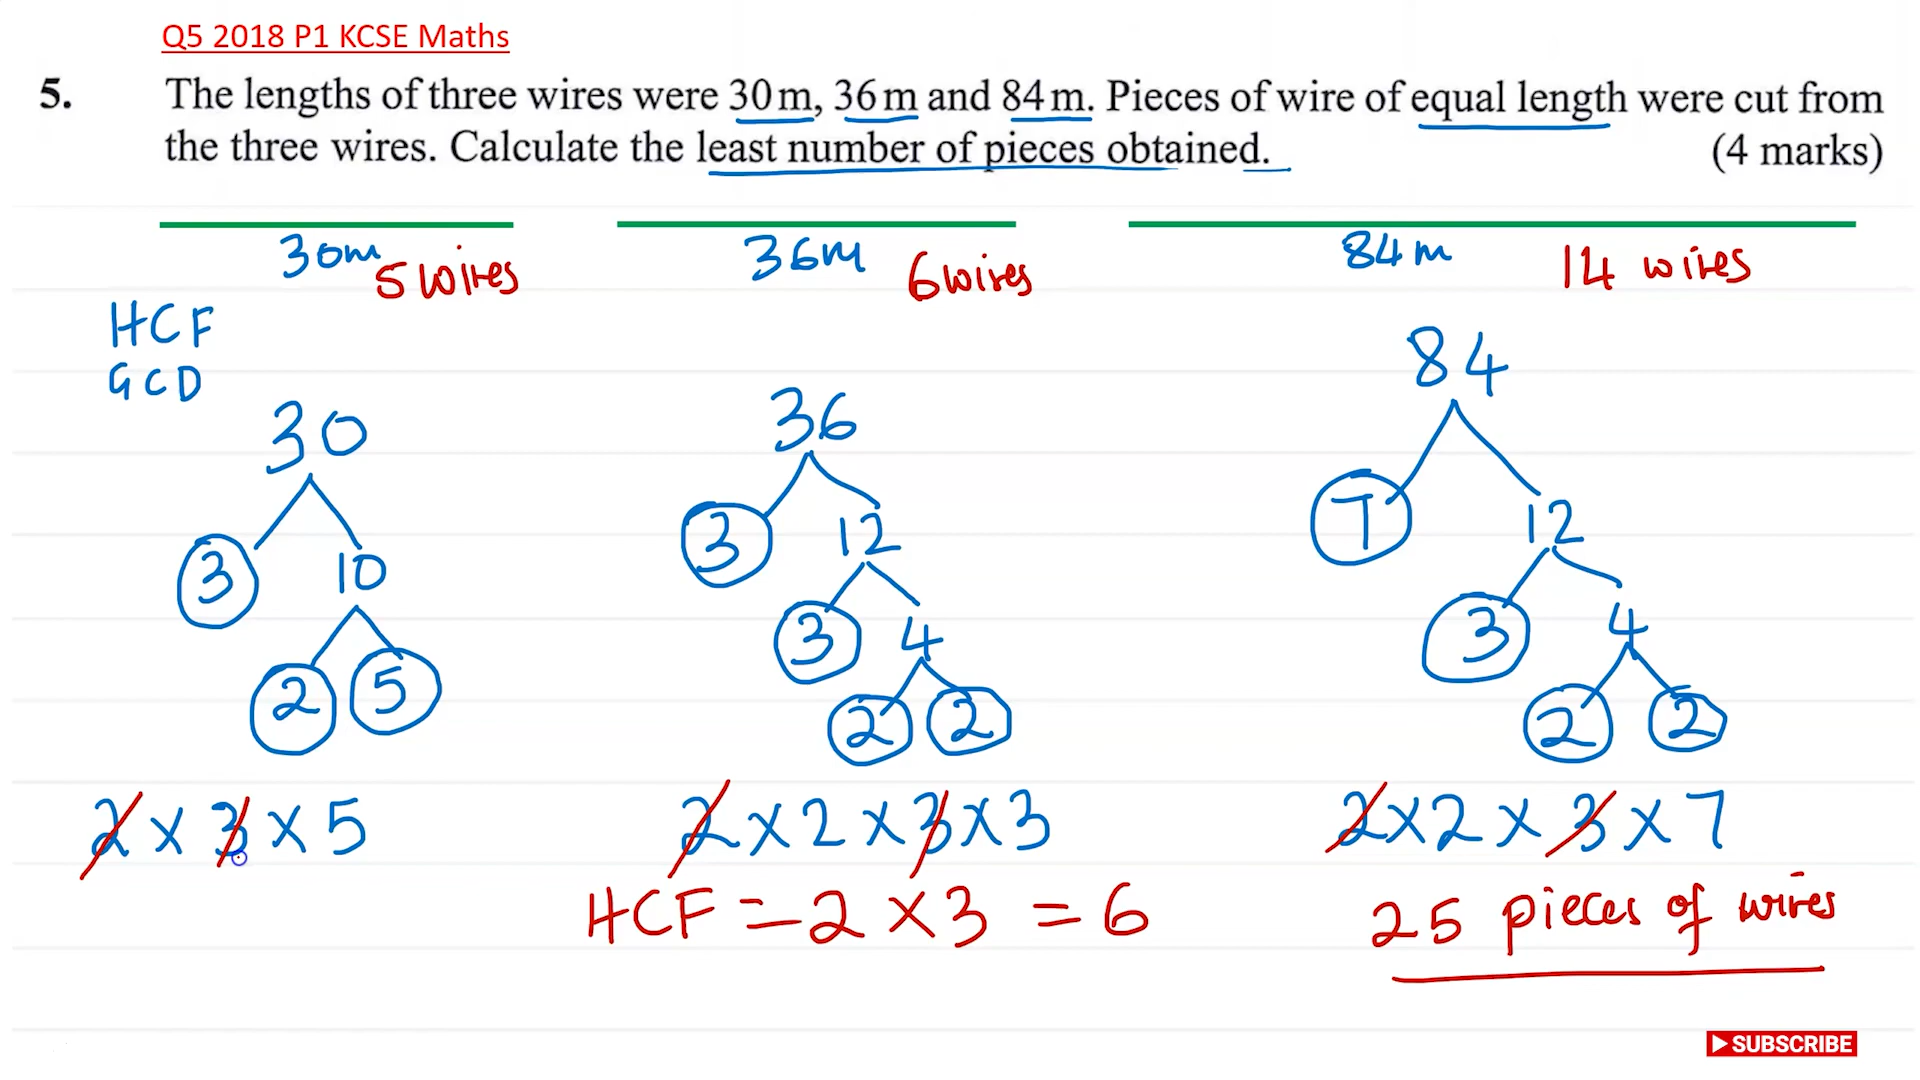 Q5 2018 P1 KCSE Maths
5. The lengths of three wires were 30 m, 36 m and 84 m. Pieces of wire of equal length were cut from
the three wires. Calculate the least number of pieces obtained. (4 marks)
30m 36m 84m
5 wires 6 wires 14 wires
HCF
GCD
30 36 84
3 10 3 12 7 12
2 5 3 4 3 4
2 2 2 2
2 × 3 × 5 2 × 2 × 3 × 3 2 × 2 × 3 × 7
HCF = 2 × 3 = 6 25 pieces of wires
SUBSCRIBE